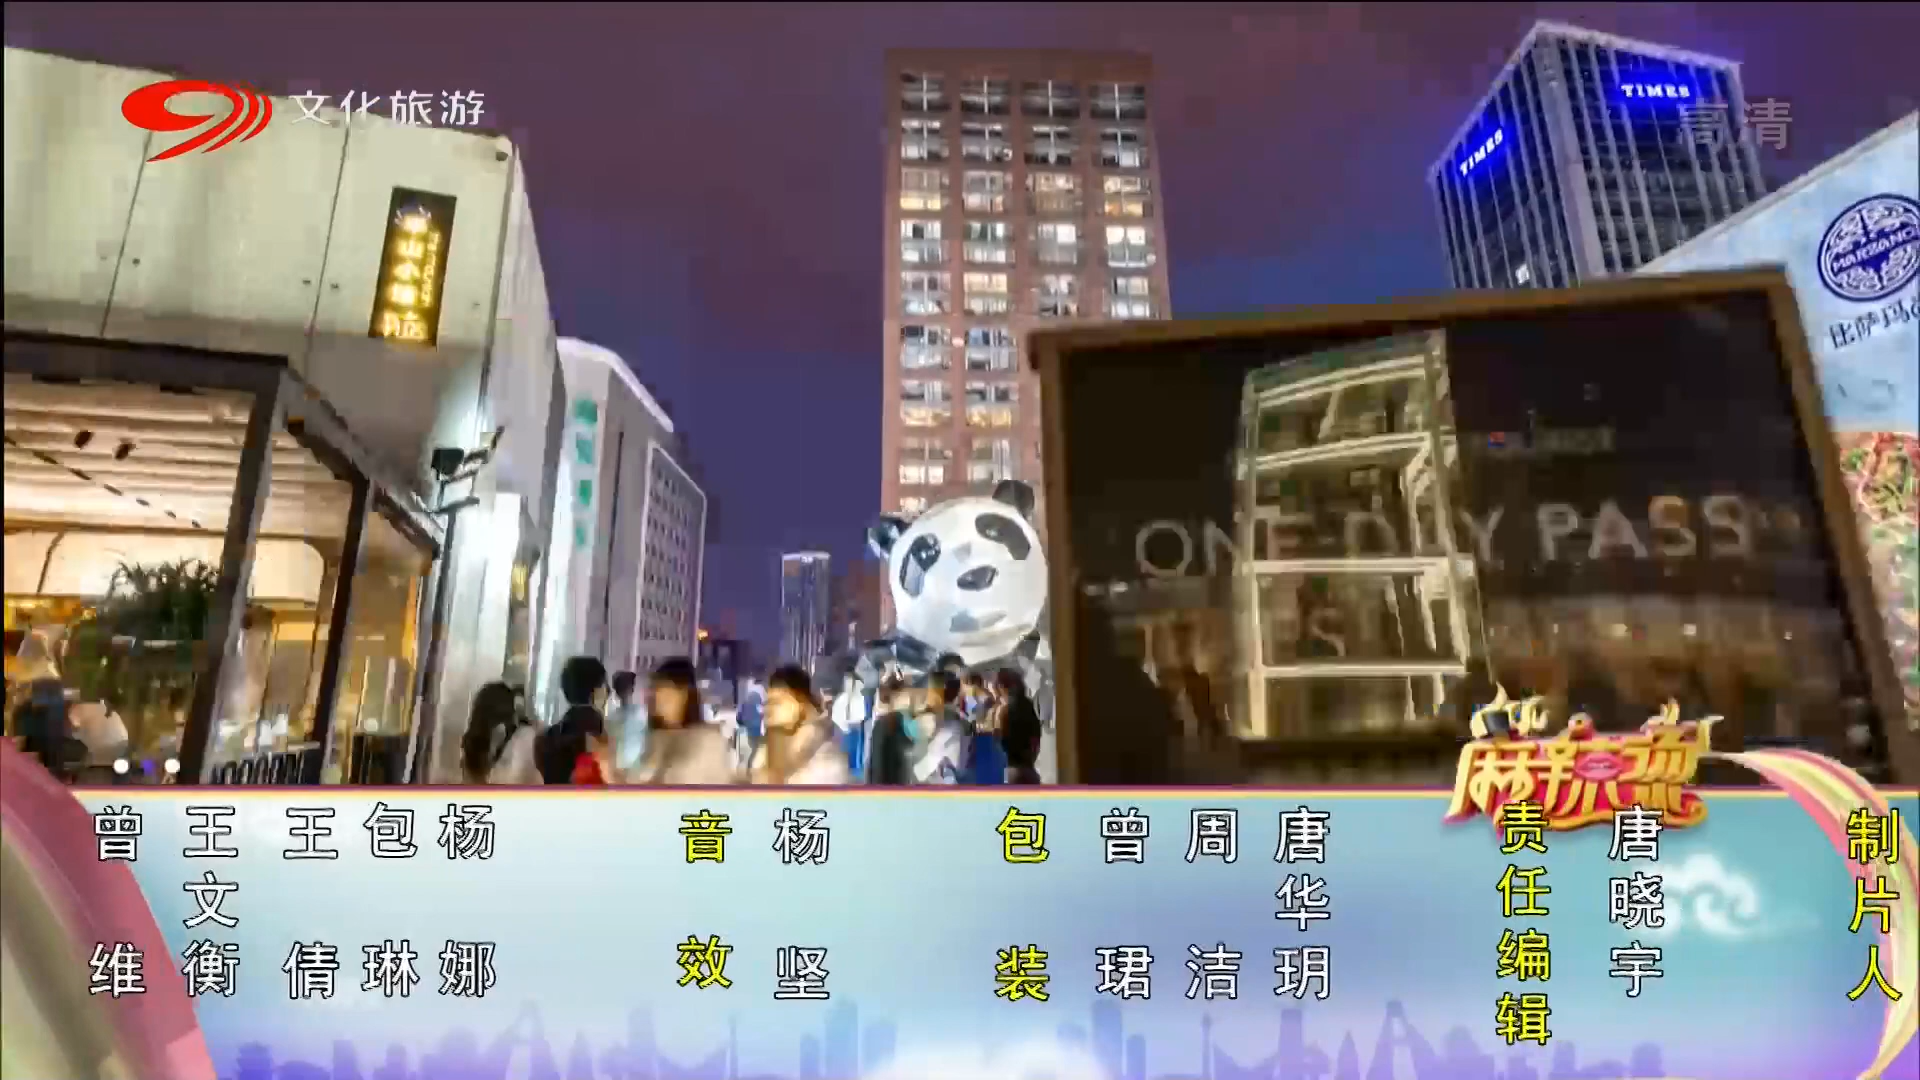 文化旅游
高清
TIMES
TIMES
MARZANO
比萨玛
ONE-DAY PASS
麻辣烫
曾维
王文衡
王倩
包琳
杨娜
音效
杨坚
包装
曾珺
周洁
唐华玥
责任编辑
唐晓宇
制片人